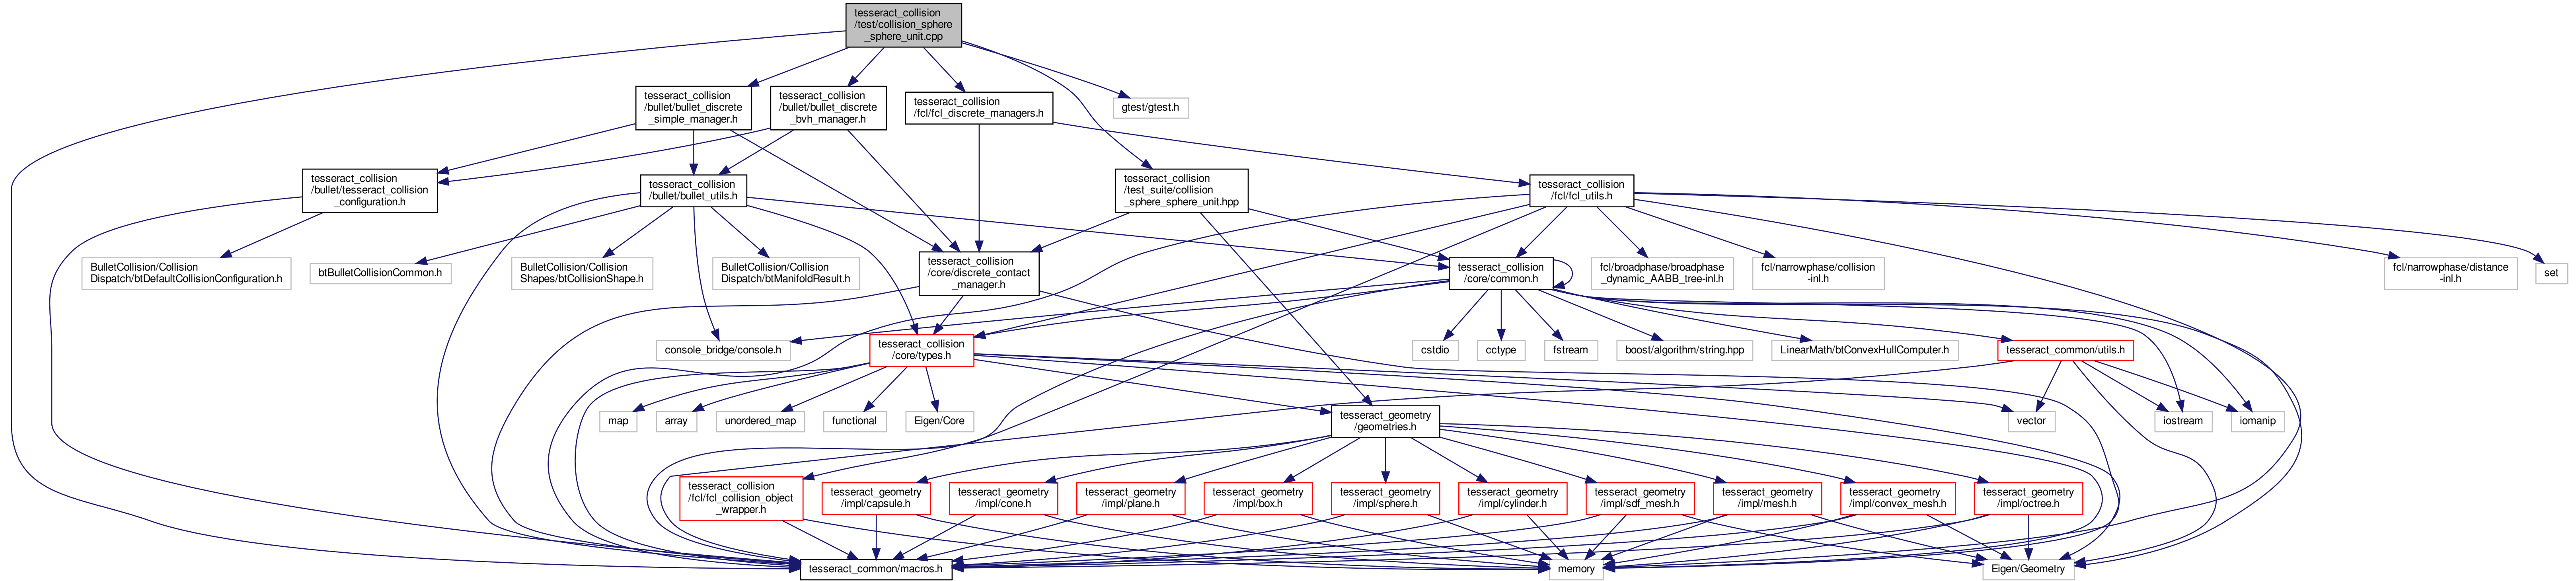 tesseract_collision
/test/collision_sphere
_sphere_unit.cpp
tesseract_collision
/bullet/bullet_discrete
_simple_manager.h
tesseract_collision
/bullet/bullet_discrete
_bvh_manager.h
tesseract_collision
/fcl/fcl_discrete_managers.h
gtest/gtest.h
tesseract_collision
/bullet/tesseract_collision
_configuration.h
tesseract_collision
/bullet/bullet_utils.h
tesseract_collision
/test_suite/collision
_sphere_sphere_unit.hpp
tesseract_collision
/fcl/fcl_utils.h
BulletCollision/Collision
Dispatch/btDefaultCollisionConfiguration.h
btBulletCollisionCommon.h
BulletCollision/Collision
Shapes/btCollisionShape.h
BulletCollision/Collision
Dispatch/btManifoldResult.h
tesseract_collision
/core/discrete_contact
_manager.h
tesseract_collision
/core/common.h
fcl/broadphase/broadphase
_dynamic_AABB_tree-inl.h
fcl/narrowphase/collision
-inl.h
fcl/narrowphase/distance
-inl.h
set
console_bridge/console.h
tesseract_collision
/core/types.h
cstdio
cctype
fstream
boost/algorithm/string.hpp
LinearMath/btConvexHullComputer.h
tesseract_common/utils.h
map
array
unordered_map
functional
Eigen/Core
tesseract_geometry
/geometries.h
vector
iostream
iomanip
tesseract_collision
/fcl/fcl_collision_object
_wrapper.h
tesseract_geometry
/impl/capsule.h
tesseract_geometry
/impl/cone.h
tesseract_geometry
/impl/plane.h
tesseract_geometry
/impl/box.h
tesseract_geometry
/impl/sphere.h
tesseract_geometry
/impl/cylinder.h
tesseract_geometry
/impl/sdf_mesh.h
tesseract_geometry
/impl/mesh.h
tesseract_geometry
/impl/convex_mesh.h
tesseract_geometry
/impl/octree.h
tesseract_common/macros.h
memory
Eigen/Geometry